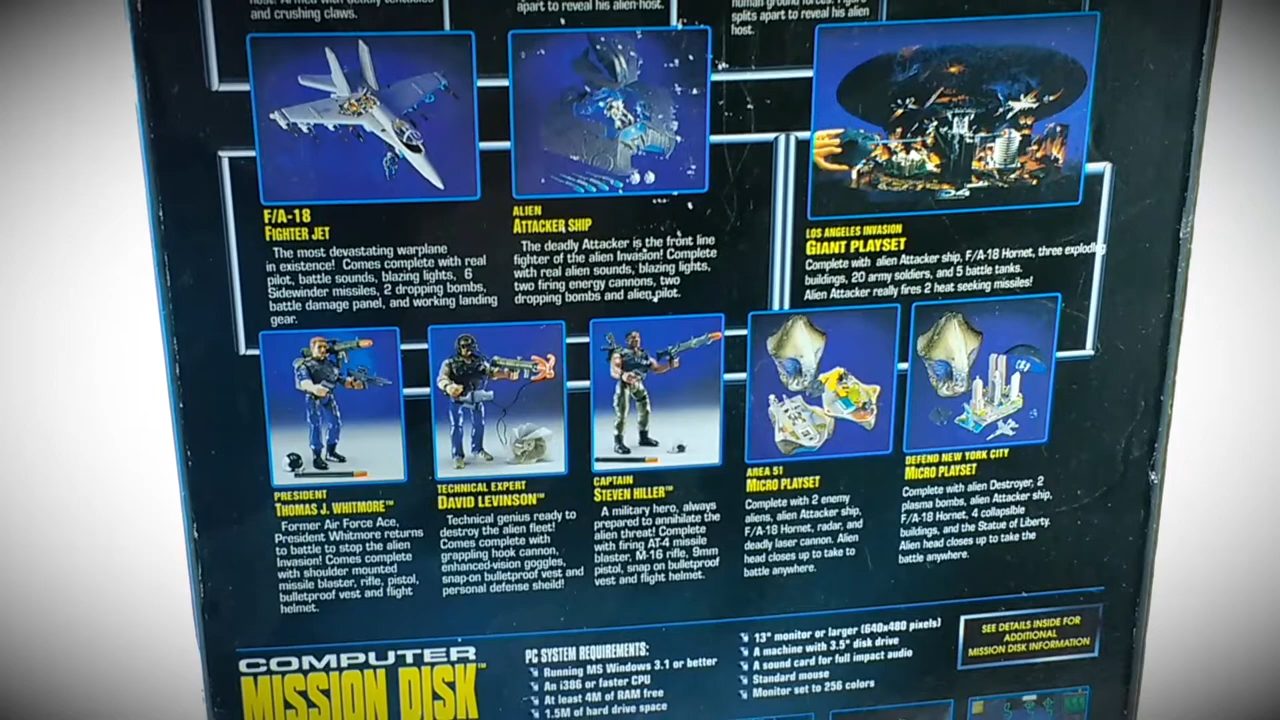 host. Armed with deadly tentacles
and crushing claws.
apart to reveal his alien host.
human ground forces. Figure
splits apart to reveal his alien
host.
F/A-18
FIGHTER JET
The most devastating warplane
in existence! Comes complete with real
pilot, battle sounds, blazing lights, 6
Sidewinder missiles, 2 dropping bombs,
battle damage panel, and working landing
gear.
ALIEN
ATTACKER SHIP
The deadly Attacker is the front line
fighter of the alien Invasion! Complete
with real alien sounds, blazing lights,
two firing energy cannons, two
dropping bombs and alien pilot.
LOS ANGELES INVASION
GIANT PLAYSET
Complete with alien Attacker ship, F/A-18 Hornet, three exploding
buildings, 20 army soldiers, and 5 battle tanks.
Alien Attacker really fires 2 heat seeking missiles!
PRESIDENT
THOMAS J. WHITMORE™
Former Air Force Ace,
President Whitmore returns
to battle to stop the alien
Invasion! Comes complete
with shoulder mounted
missile blaster, rifle, pistol,
bulletproof vest and flight
helmet.
TECHNICAL EXPERT
DAVID LEVINSON™
Technical genius ready to
destroy the alien fleet!
Comes complete with
grappling hook cannon,
enhanced-vision goggles,
snap-on bulletproof vest and
personal defense sheild!
CAPTAIN
STEVEN HILLER™
A military hero, always
prepared to annihilate the
alien threat! Complete
with firing AT-4 missile
blaster, M-16 rifle, 9mm
pistol, snap on bulletproof
vest and flight helmet.
AREA 51
MICRO PLAYSET
Complete with 2 enemy
aliens, alien Attacker ship,
F/A-18 Hornet, radar, and
deadly laser cannon. Alien
head closes up to take to
battle anywhere.
DEFEND NEW YORK CITY
MICRO PLAYSET
Complete with alien Destroyer, 2
plasma bombs, alien Attacker ship,
F/A-18 Hornet, 4 collapsible
buildings, and the Statue of Liberty.
Alien head closes up take the
battle anywhere.
COMPUTER
MISSION DISK™
PC SYSTEM REQUIREMENTS:
Running MS Windows 3.1 or better
An i386 or faster CPU
At least 4M of RAM free
1.5M of hard drive space
13" monitor or larger (640x480 pixels)
A machine with 3.5" disk drive
A sound card for full impact audio
Standard mouse
Monitor set to 256 colors
SEE DETAILS INSIDE FOR
ADDITIONAL
MISSION DISK INFORMATION